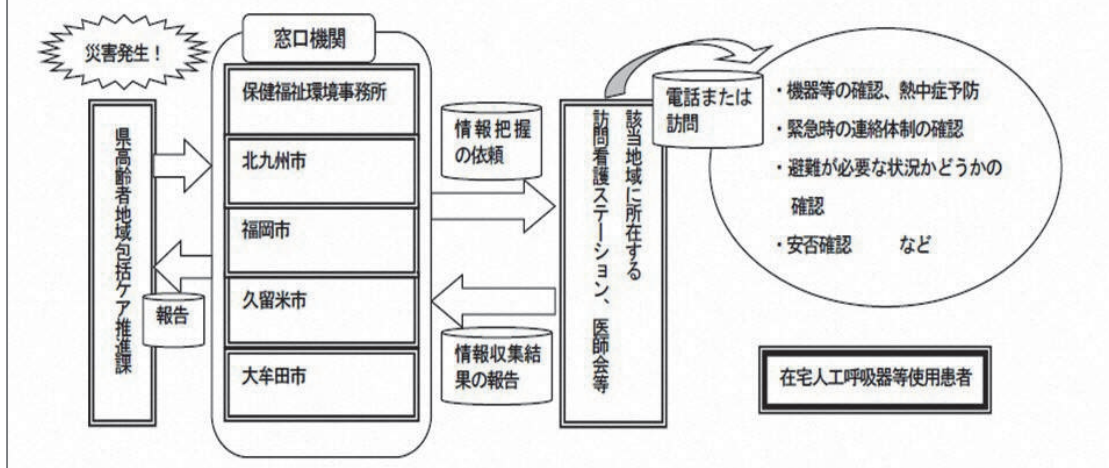 災害発生！
県高齢者地域包括ケア推進課
窓口機関
保健福祉環境事務所
北九州市
福岡市
久留米市
大牟田市
報告
情報把握
の依頼
情報収集結
果の報告
該当地域に所在する
訪問看護ステーション、医師会等
電話または
訪問
・機器等の確認、熱中症予防
・緊急時の連絡体制の確認
・避難が必要な状況かどうかの
確認
・安否確認　　など
在宅人工呼吸器等使用患者